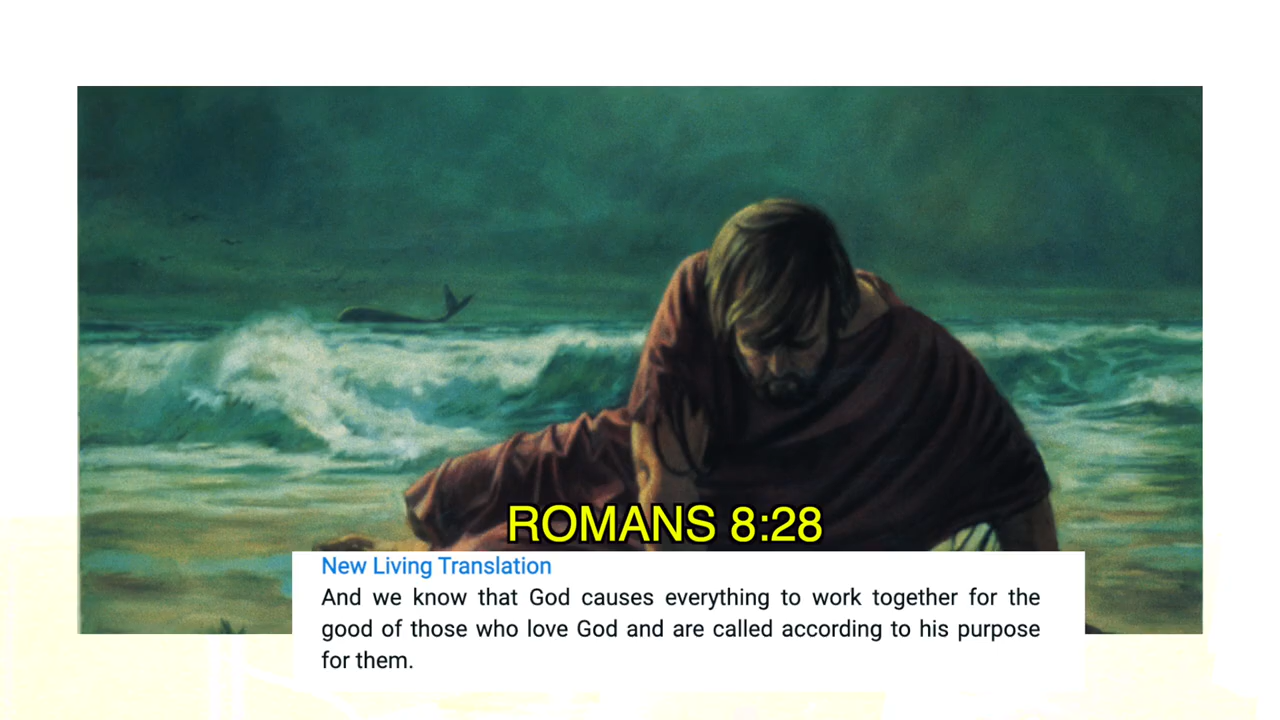 ROMANS 8:28
New Living Translation
And we know that God causes everything to work together for the
good of those who love God and are called according to his purpose
for them.